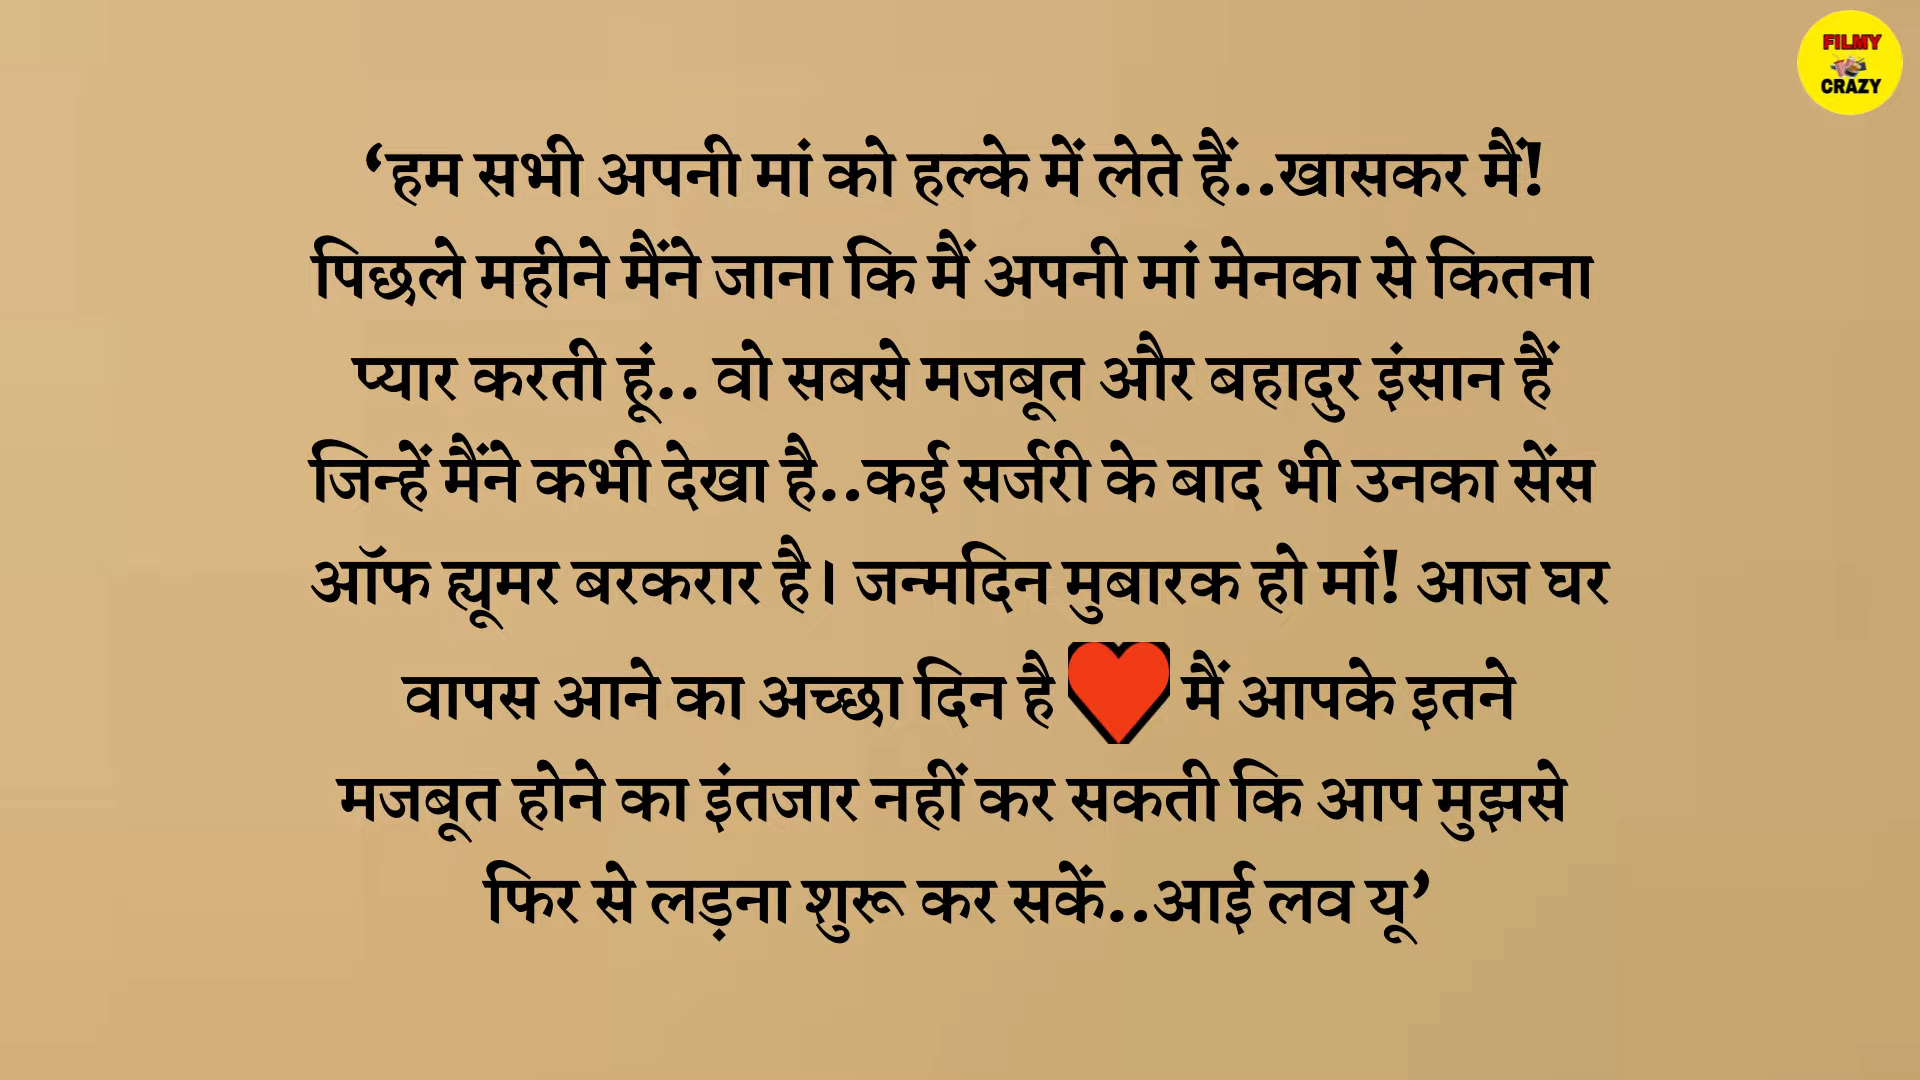 FILMY
CRAZY
‘हम सभी अपनी मां को हल्के में लेते हैं..खासकर मैं!
पिछले महीने मैंने जाना कि मैं अपनी मां मेनका से कितना
प्यार करती हूं.. वो सबसे मजबूत और बहादुर इंसान हैं
जिन्हें मैंने कभी देखा है..कई सर्जरी के बाद भी उनका सेंस
ऑफ ह्यूमर बरकरार है। जन्मदिन मुबारक हो मां! आज घर
वापस आने का अच्छा दिन है ♥ मैं आपके इतने
मजबूत होने का इंतजार नहीं कर सकती कि आप मुझसे
फिर से लड़ना शुरू कर सकें..आई लव यू’